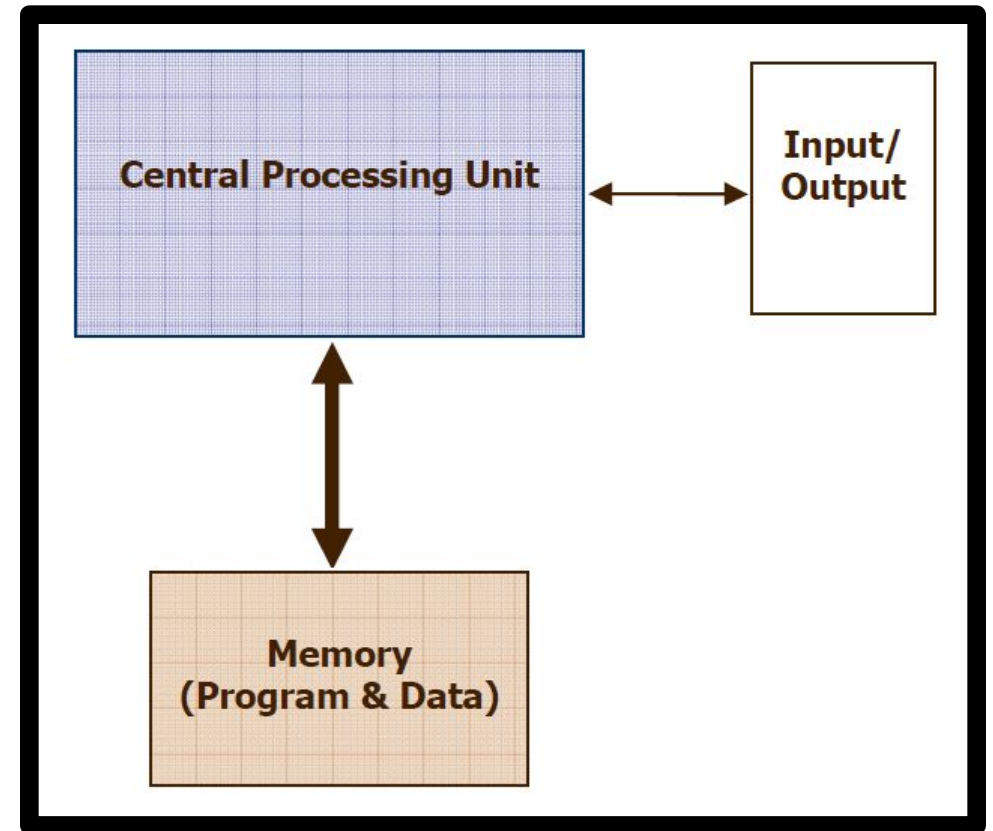 Central Processing Unit
Input/
Output
Memory
(Program & Data)